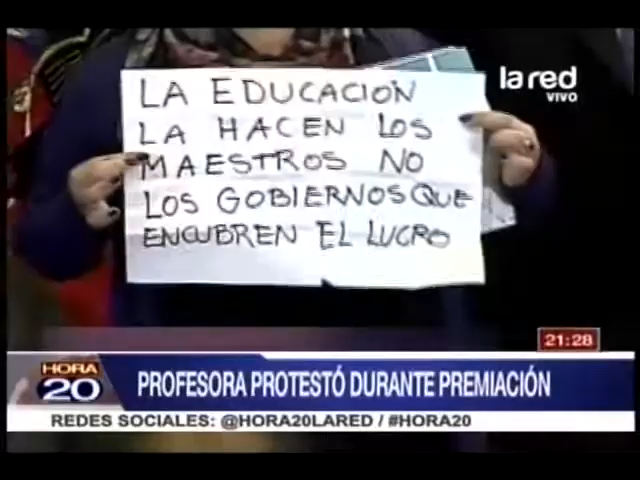 LA EDUCACION
LA HACEN LOS
MAESTROS NO
LOS GOBIERNOS QUE
ENCUBREN EL LUCRO
la red
VIVO
21:28
HORA
20
PROFESORA PROTESTÓ DURANTE PREMIACIÓN
REDES SOCIALES: @HORA20LARED / #HORA20